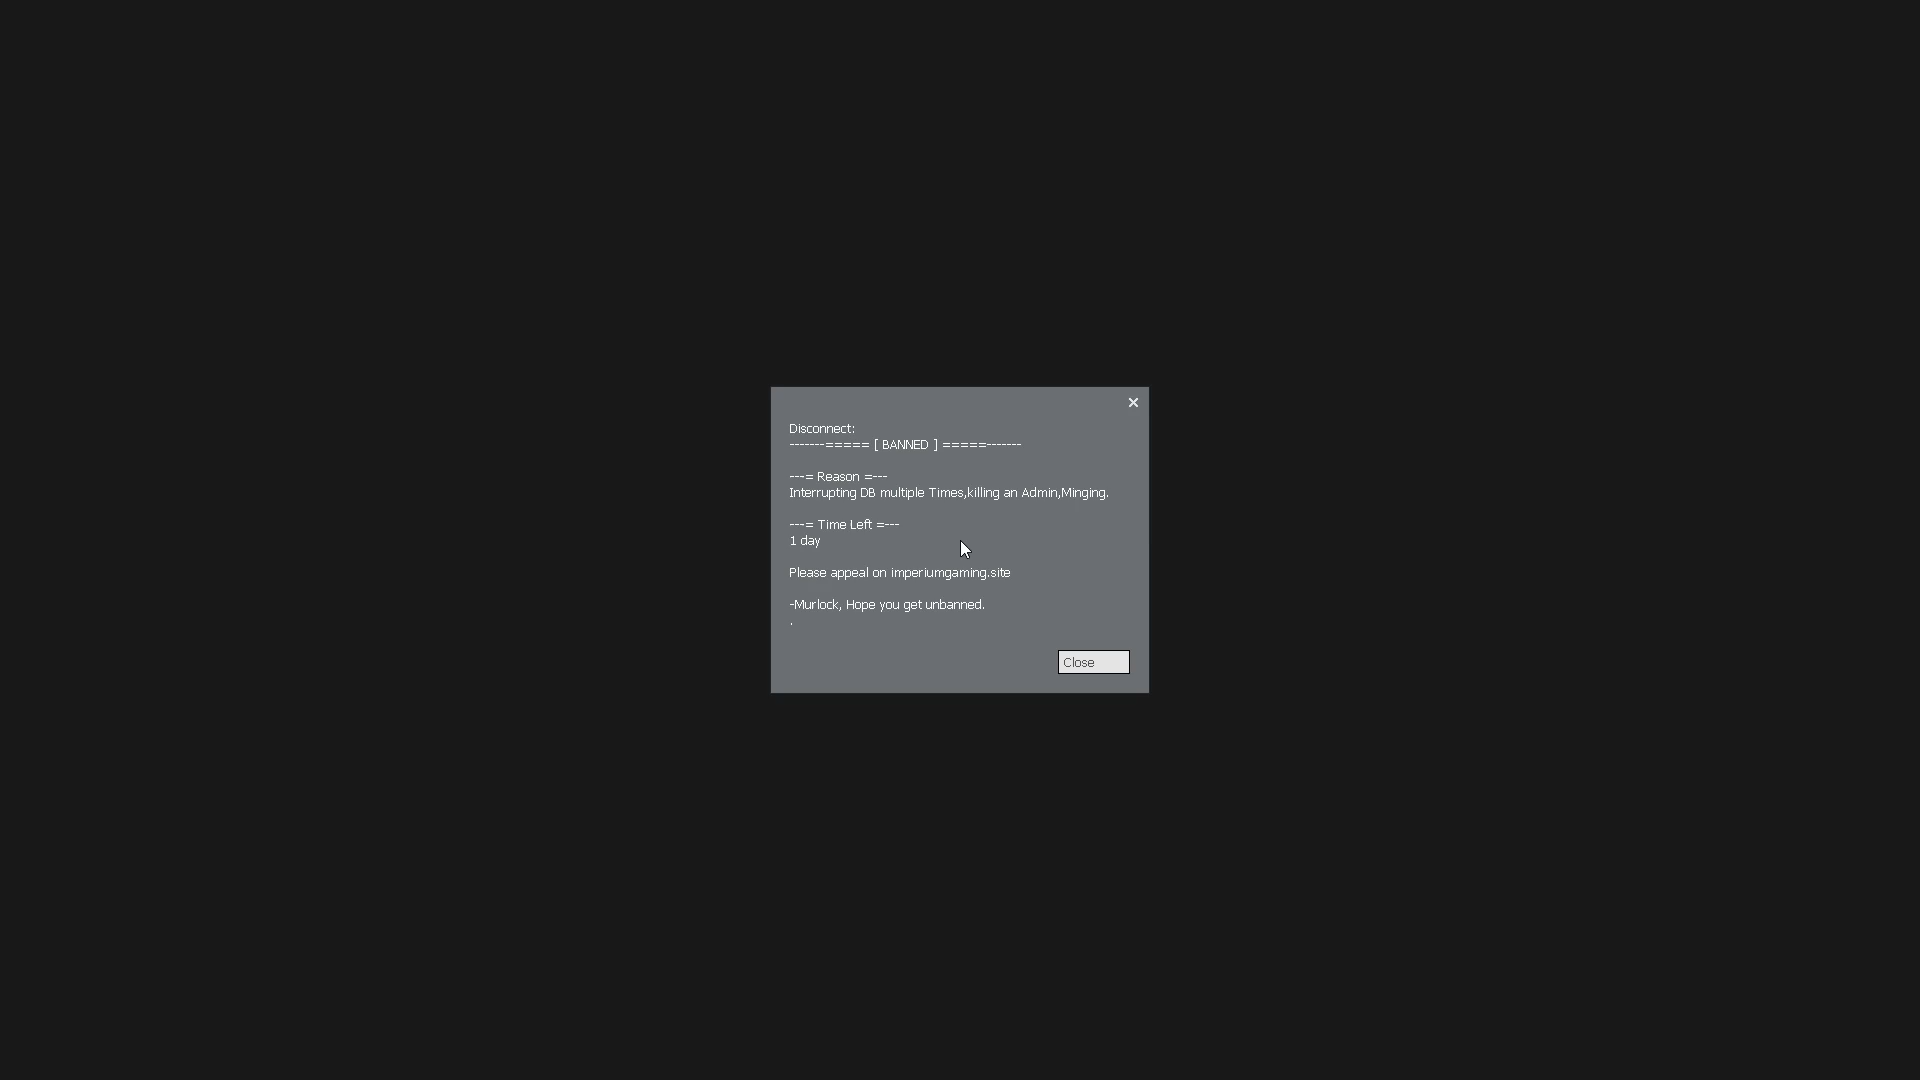 Disconnect:
-------===== [ BANNED ] =====-------
---= Reason =---
Interrupting DB multiple Times,killing an Admin,Minging.
---= Time Left =---
1 day
Please appeal on imperiumgaming.site
-Murlock, Hope you get unbanned.
.
Close